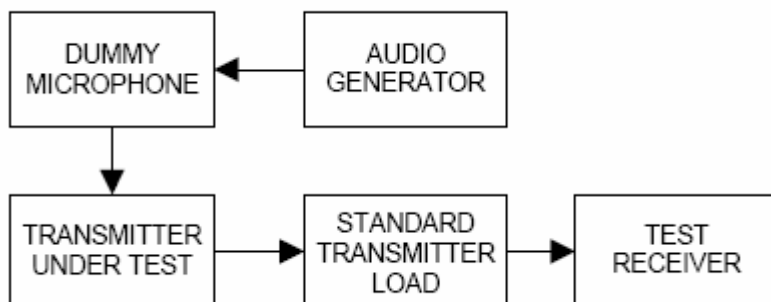 DUMMY
MICROPHONE
AUDIO
GENERATOR
TRANSMITTER
UNDER TEST
STANDARD
TRANSMITTER
LOAD
TEST
RECEIVER